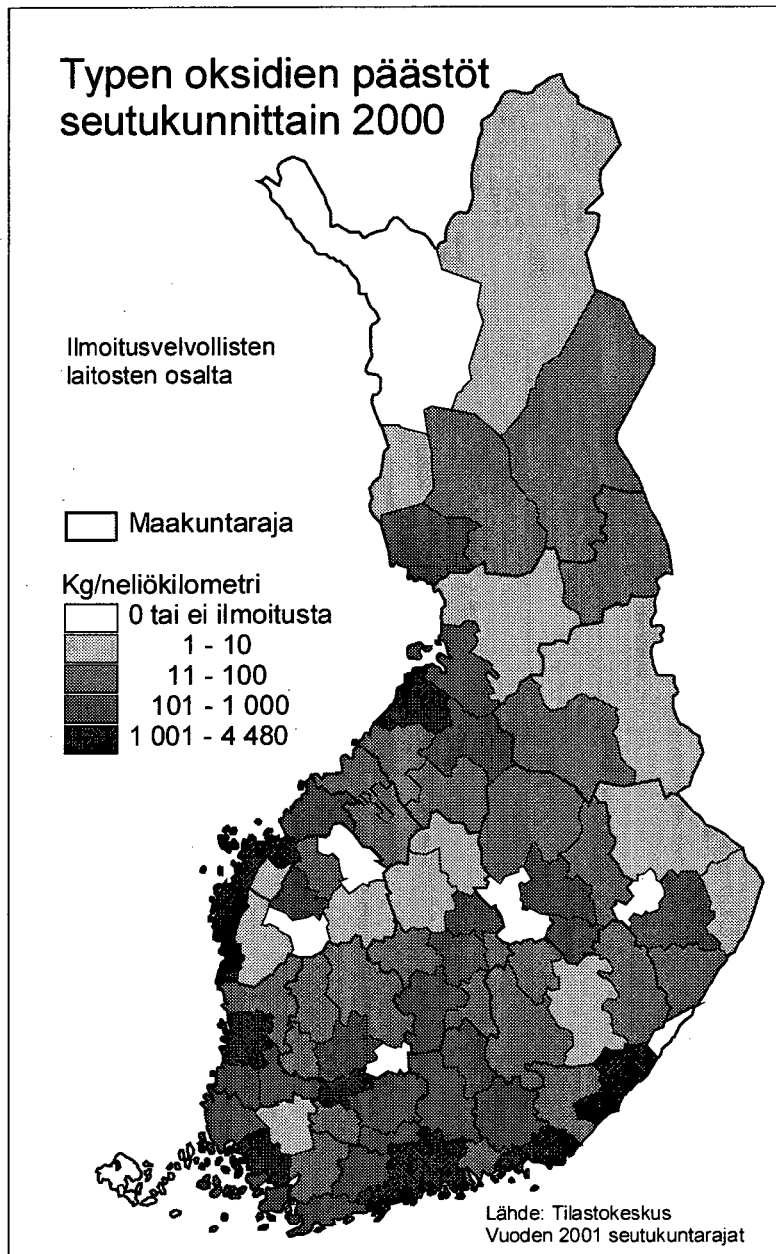 Typen oksidien päästöt
seutukunnittain 2000
Ilmoitusvelvollisten
laitosten osalta
Maakuntaraja
Kg/neliökilometri
0 tai ei ilmoitusta
1 - 10
11 - 100
101 - 1 000
1 001 - 4 480
Lähde: Tilastokeskus
Vuoden 2001 seutukuntarajat